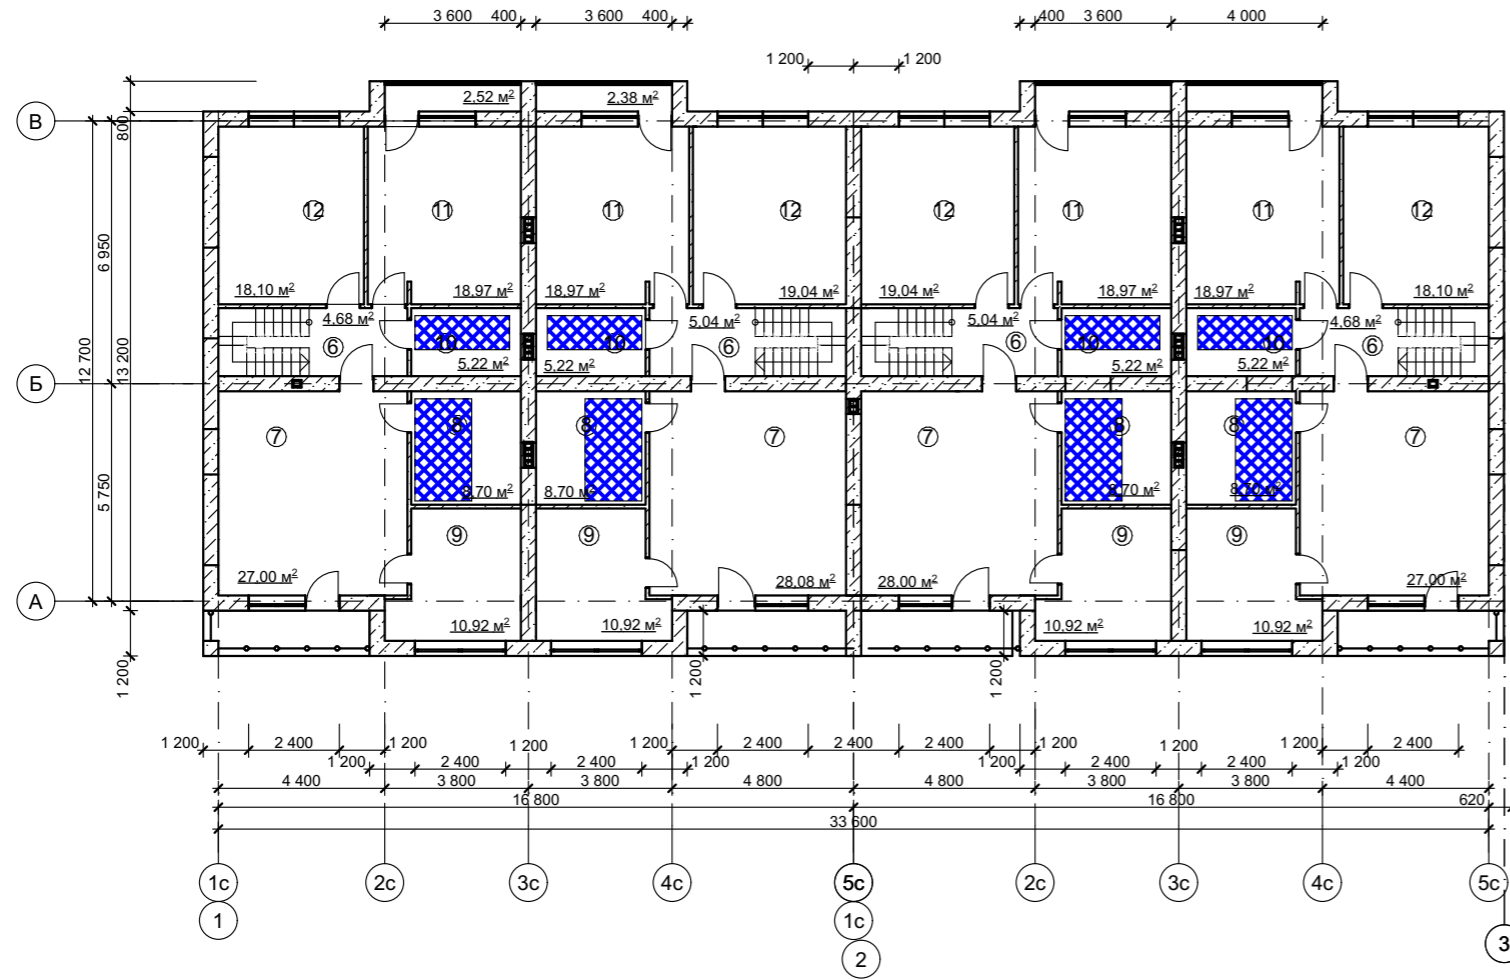 3 600 400 3 600 400 400 3 600 4 000
1 200 1 200
2,52 м² 2,38 м²
В
800
12 11 11 12 12 11 11 12
6 950
12 700
13 200
18,10 м² 18,97 м² 18,97 м² 19,04 м² 19,04 м² 18,97 м² 18,97 м² 18,10 м²
4,68 м² 5,04 м² 5,04 м² 4,68 м²
6 10 10 6 6 10 10 6
5,22 м² 5,22 м² 5,22 м² 5,22 м²
Б
7 8 8 7 7 8 8 7
5 750
8,70 м² 8,70 м² 8,70 м² 8,70 м²
9 9 9 9
27,00 м² 28,08 м² 28,00 м² 27,00 м²
А
10,92 м² 10,92 м² 10,92 м² 10,92 м²
1 200 1 200 1 200
1 200 2 400 1 200 1 200 1 200 2 400 2 400 2 400 1 200 1 200 1 200 2 400
1 200 2 400 2 400 1 200 1 200 2 400 2 400 1 200
4 400 3 800 3 800 4 800 4 800 3 800 3 800 4 400
16 800 16 800 620
33 600
1с 2с 3с 4с 5с 2с 3с 4с 5с
1 1с
2 3